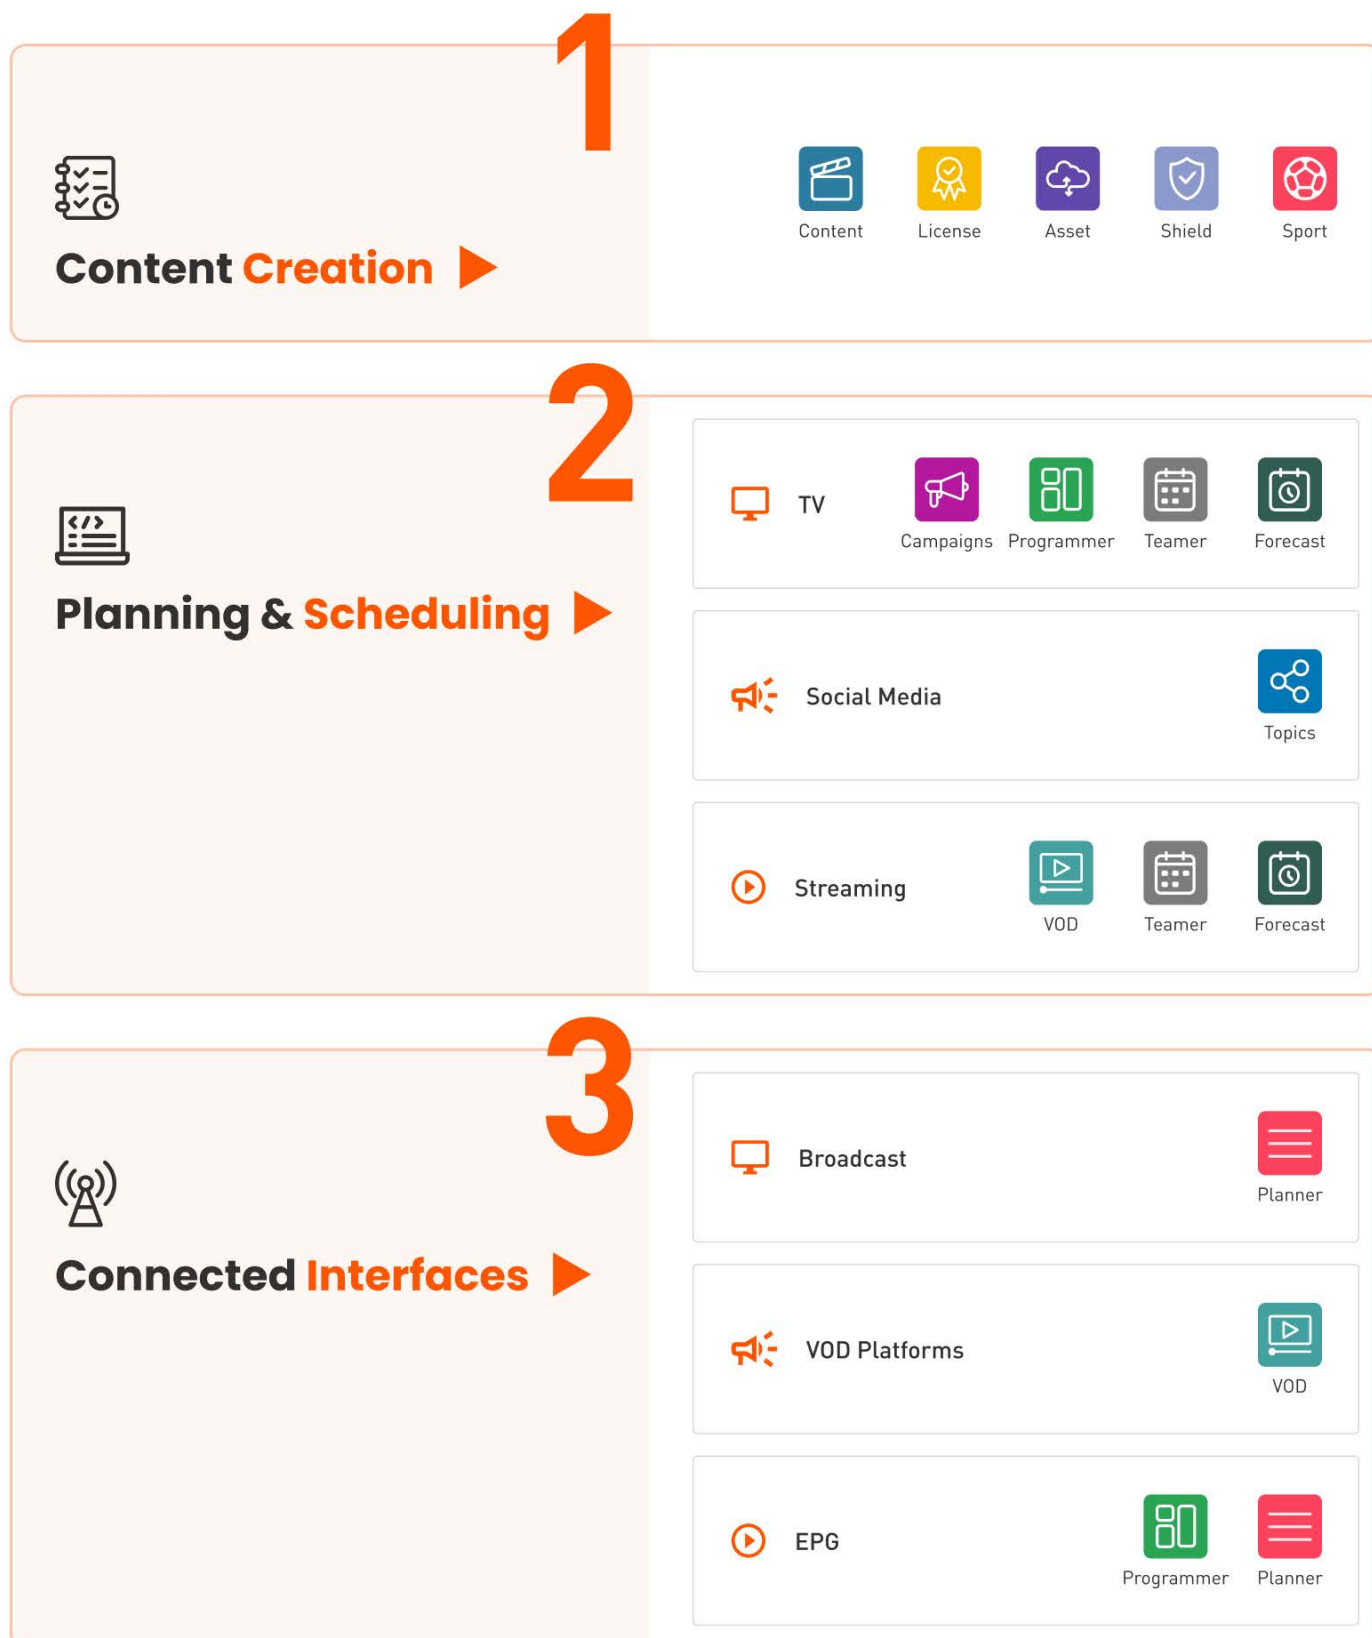 1
Content License Asset Shield Sport
Content Creation
2
TV
Campaigns Programmer Teamer Forecast
Planning & Scheduling
Social Media
Topics
Streaming
VOD Teamer Forecast
3
Broadcast
Planner
Connected Interfaces
VOD Platforms
VOD
EPG
Programmer Planner